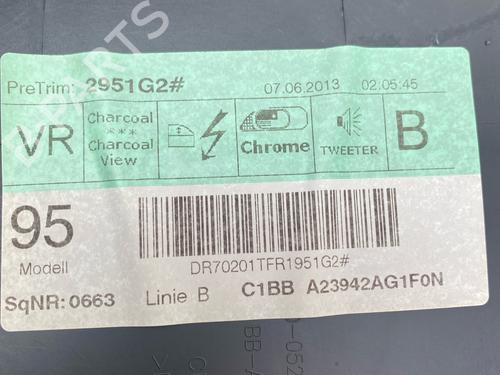 PreTrim: 2951G2# 07.06.2013 02:05:45
VR
Charcoal
***
Charcoal
View
Chrome
TWEETER
B
95
Modell
DR70201TFR1951G2#
SqNR:0663 Linie B C1BB A23942AG1F0N